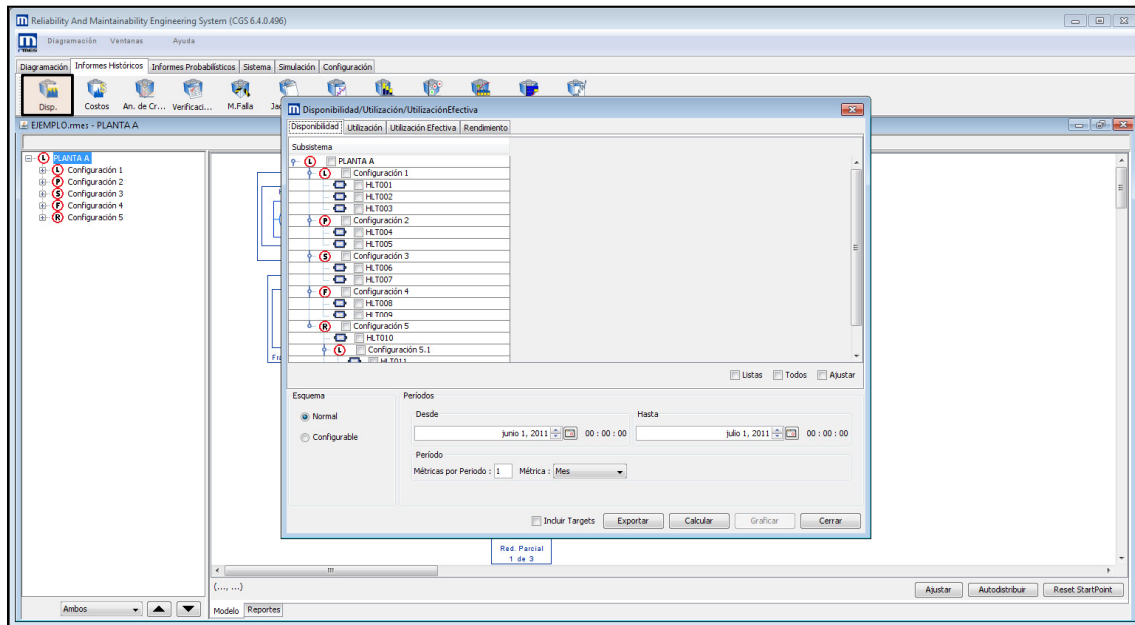 Reliability And Maintainability Engineering System (CGS 6.4.0.496)
Diagramación Ventanas Ayuda
Diagramación Informes Históricos Informes Probabilísticos Sistema Simulación Configuración
Disp. Costos An. de Cr... Verificaci... M.Falla
EJEMPLO.rmes - PLANTA A
PLANTA A
Configuración 1
Configuración 2
Configuración 3
Configuración 4
Configuración 5
Disponibilidad/Utilización/UtilizaciónEfectiva
Disponibilidad Utilización Utilización Efectiva Rendimiento
Subsistema
L PLANTA A
L Configuración 1
HLT001
HLT002
HLT003
P Configuración 2
HLT004
HLT005
S Configuración 3
HLT006
HLT007
F Configuración 4
HLT008
HLT009
R Configuración 5
HLT010
L Configuración 5.1
HLT011
Listas Todos Ajustar
Esquema
Normal
Configurable
Períodos
Desde Hasta
junio 1, 2011 00 : 00 : 00 julio 1, 2011 00 : 00 : 00
Período
Métricas por Periodo : 1 Métrica : Mes
Incluir Targets Exportar Calcular Graficar Cerrar
Red. Parcial
1 de 3
(..., ...)
Ajustar Autodistribuir Reset StartPoint
Ambos
Modelo Reportes